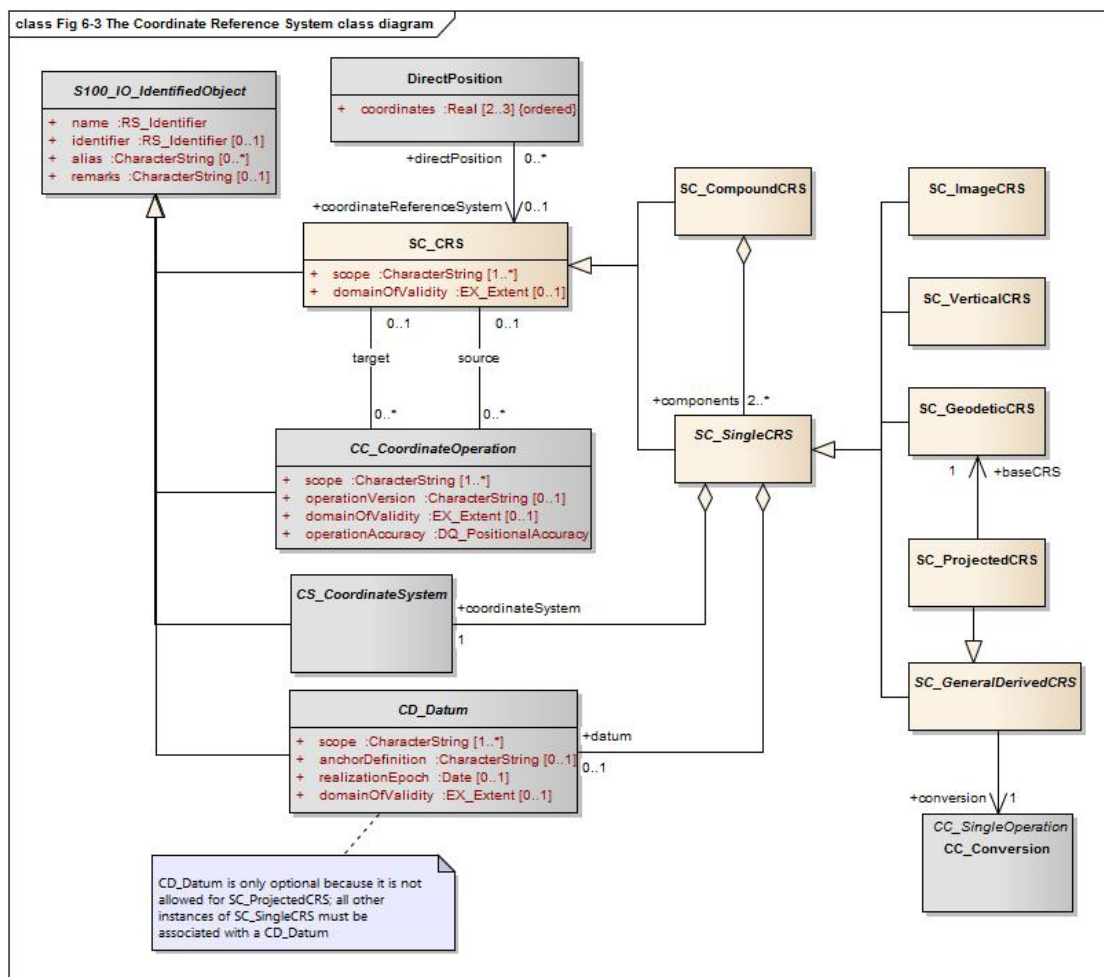 class Fig 6-3 The Coordinate Reference System class diagram
S100_IO_IdentifiedObject
+ name :RS_Identifier
+ identifier :RS_Identifier [0..1]
+ alias :CharacterString [0..*]
+ remarks :CharacterString [0..1]
DirectPosition
+ coordinates :Real [2..3] {ordered}
+directPosition 0..*
+coordinateReferenceSystem 0..1
SC_CRS
+ scope :CharacterString [1..*]
+ domainOfValidity :EX_Extent [0..1]
0..1 0..1
target source
0..* 0..*
CC_CoordinateOperation
+ scope :CharacterString [1..*]
+ operationVersion :CharacterString [0..1]
+ domainOfValidity :EX_Extent [0..1]
+ operationAccuracy :DQ_PositionalAccuracy
CS_CoordinateSystem
+coordinateSystem
1
CD_Datum
+ scope :CharacterString [1..*]
+ anchorDefinition :CharacterString [0..1]
+ realizationEpoch :Date [0..1]
+ domainOfValidity :EX_Extent [0..1]
+datum
0..1
CD_Datum is only optional because it is not
allowed for SC_ProjectedCRS; all other
instances of SC_SingleCRS must be
associated with a CD_Datum
SC_CompoundCRS
+components 2..*
SC_SingleCRS
SC_ImageCRS
SC_VerticalCRS
SC_GeodeticCRS
1 +baseCRS
SC_ProjectedCRS
SC_GeneralDerivedCRS
+conversion 1
CC_SingleOperation
CC_Conversion